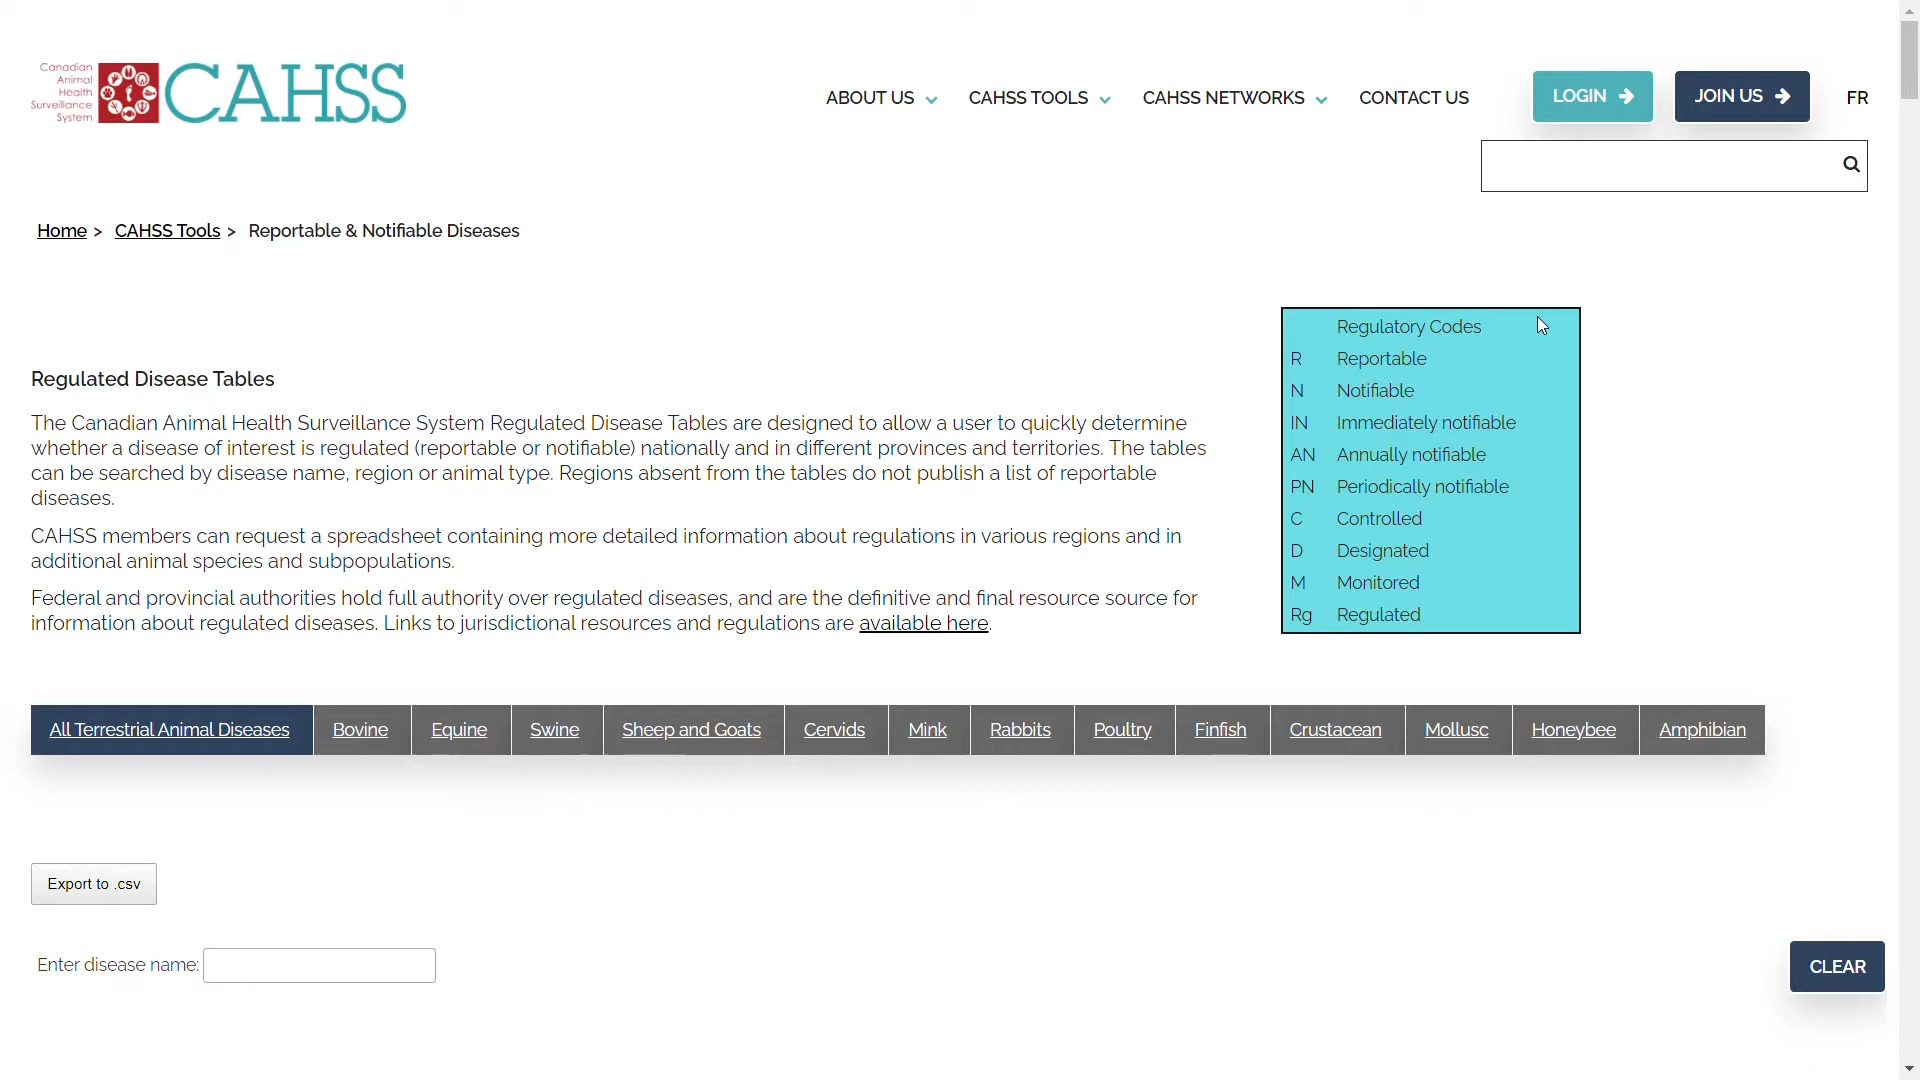 Canadian
Animal
Health
Surveillance
System
CAHSS
ABOUT US
CAHSS TOOLS
CAHSS NETWORKS
CONTACT US
LOGIN
JOIN US
FR
Home > CAHSS Tools > Reportable & Notifiable Diseases
Regulated Disease Tables
The Canadian Animal Health Surveillance System Regulated Disease Tables are designed to allow a user to quickly determine
whether a disease of interest is regulated (reportable or notifiable) nationally and in different provinces and territories. The tables
can be searched by disease name, region or animal type. Regions absent from the tables do not publish a list of reportable
diseases.
CAHSS members can request a spreadsheet containing more detailed information about regulations in various regions and in
additional animal species and subpopulations.
Federal and provincial authorities hold full authority over regulated diseases, and are the definitive and final resource source for
information about regulated diseases. Links to jurisdictional resources and regulations are available here.
Regulatory Codes
R Reportable
N Notifiable
IN Immediately notifiable
AN Annually notifiable
PN Periodically notifiable
C Controlled
D Designated
M Monitored
Rg Regulated
All Terrestrial Animal Diseases
Bovine
Equine
Swine
Sheep and Goats
Cervids
Mink
Rabbits
Poultry
Finfish
Crustacean
Mollusc
Honeybee
Amphibian
Export to .csv
Enter disease name:
CLEAR